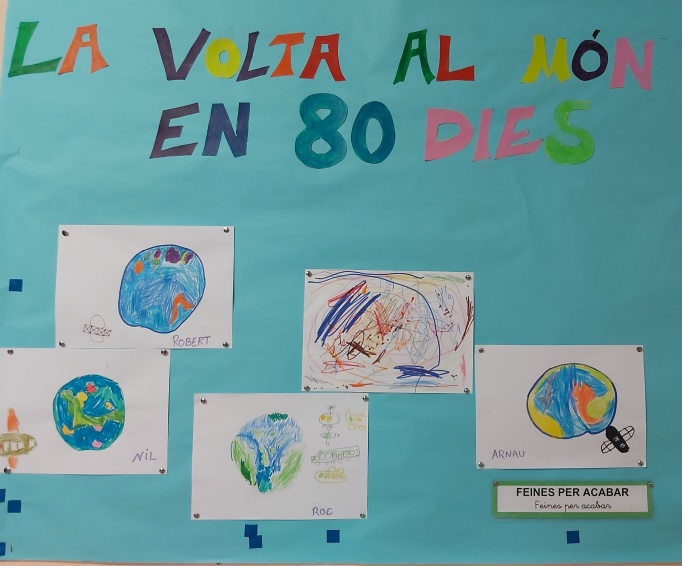 LA VOLTA AL MÓN
EN 80 DIES
ROBERT
NIL
ROC
ARNAU
FEINES PER ACABAR
Feines per acabar